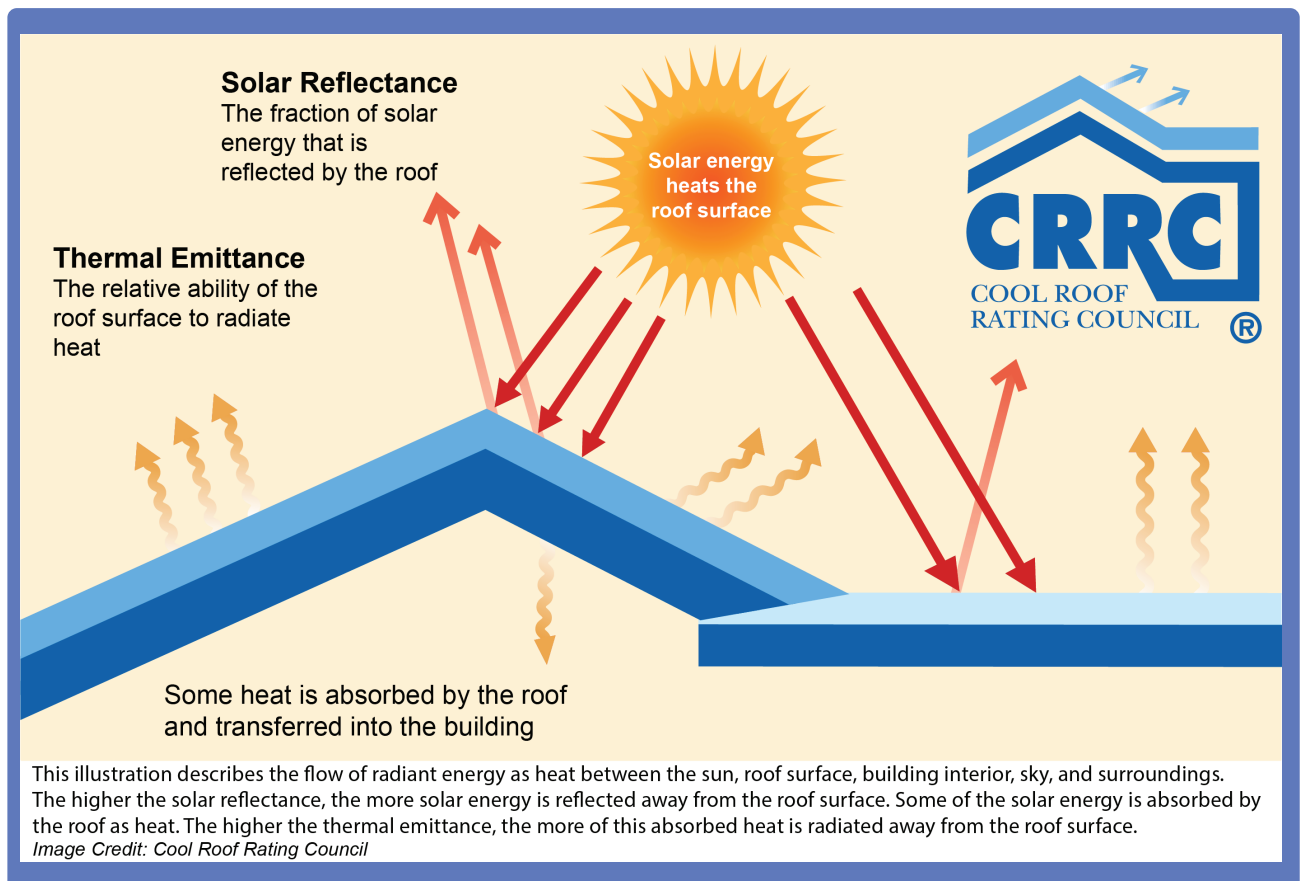 Solar Reflectance
The fraction of solar
energy that is
reflected by the roof
Solar energy
heats the
roof surface
CRRC
COOL ROOF
RATING COUNCIL
®
Thermal Emittance
The relative ability of the
roof surface to radiate
heat
Some heat is absorbed by the roof
and transferred into the building
This illustration describes the flow of radiant energy as heat between the sun, roof surface, building interior, sky, and surroundings.
The higher the solar reflectance, the more solar energy is reflected away from the roof surface. Some of the solar energy is absorbed by
the roof as heat. The higher the thermal emittance, the more of this absorbed heat is radiated away from the roof surface.
Image Credit: Cool Roof Rating Council